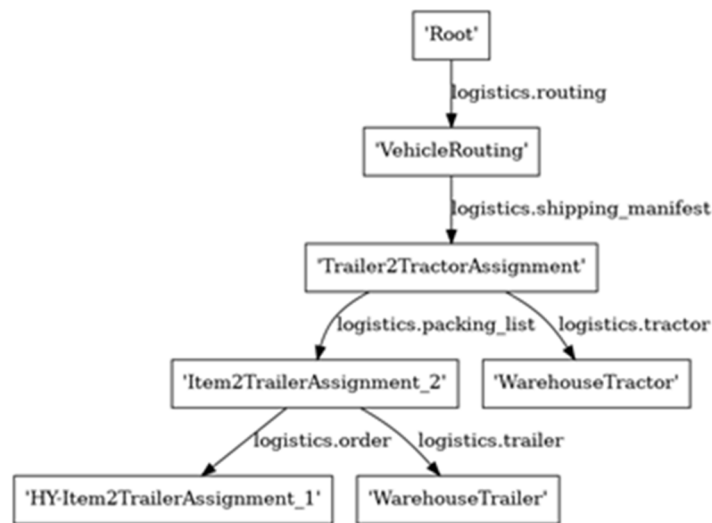 'Root'
logistics.routing
'VehicleRouting'
logistics.shipping_manifest
'Trailer2TractorAssignment'
logistics.packing_list
logistics.tractor
'Item2TrailerAssignment_2'
'WarehouseTractor'
logistics.order
logistics.trailer
'HY-Item2TrailerAssignment_1'
'WarehouseTrailer'